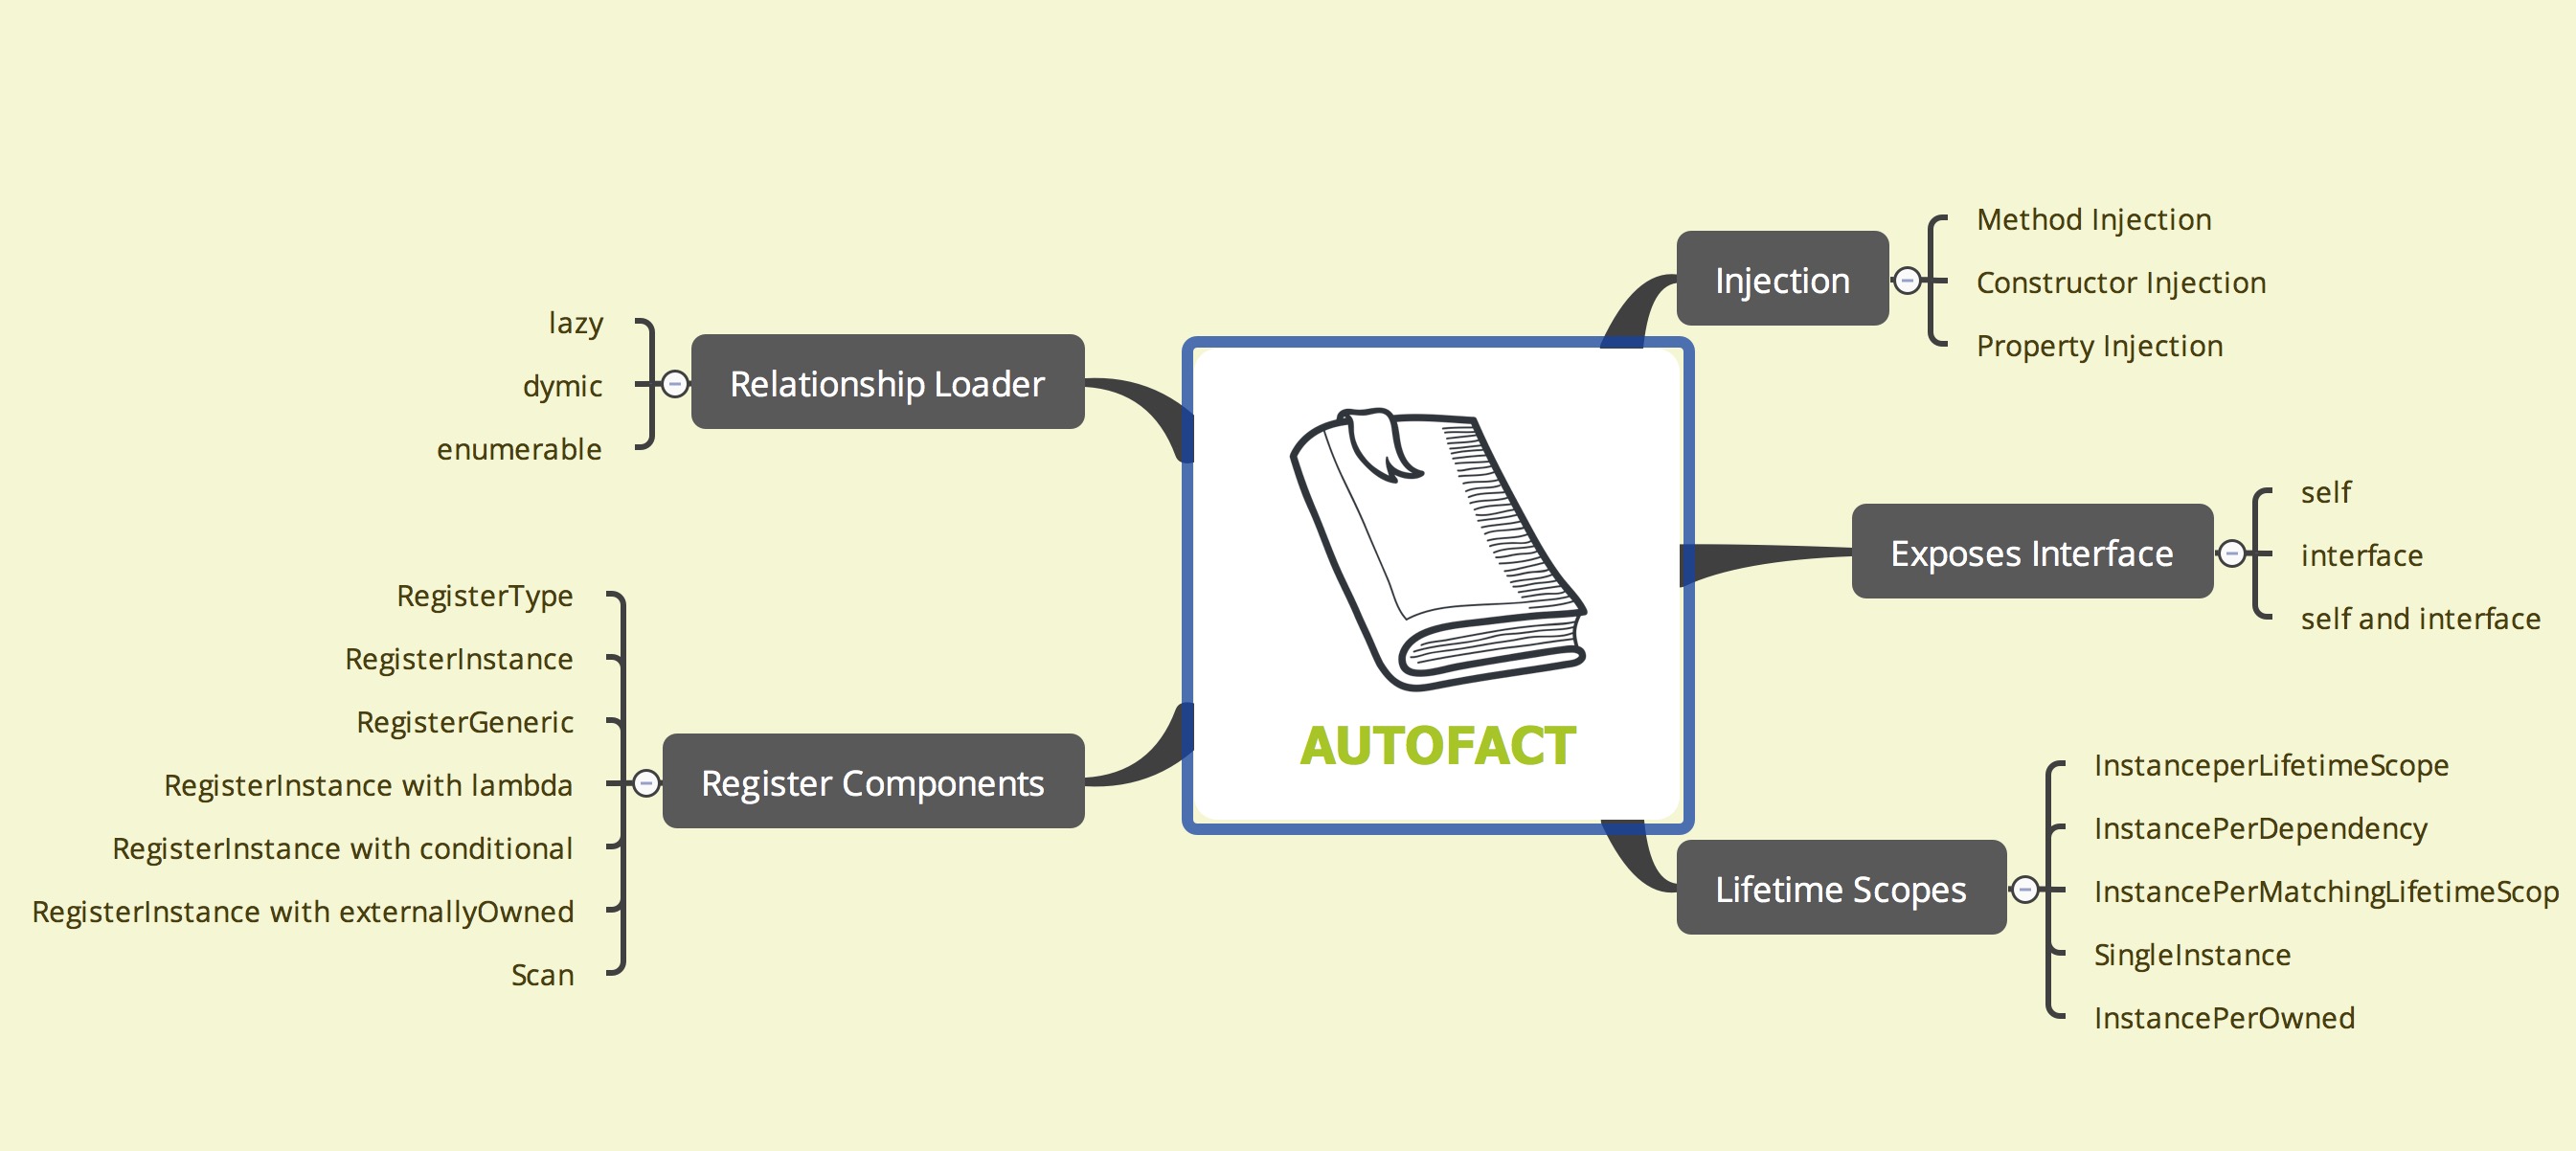 Relationship Loader
lazy
dymic
enumerable
Register Components
RegisterType
RegisterInstance
RegisterGeneric
RegisterInstance with lambda
RegisterInstance with conditional
RegisterInstance with externallyOwned
Scan
AUTOFACT
Injection
Method Injection
Constructor Injection
Property Injection
Exposes Interface
self
interface
self and interface
Lifetime Scopes
InstanceperLifetimeScope
InstancePerDependency
InstancePerMatchingLifetimeScop
SingleInstance
InstancePerOwned